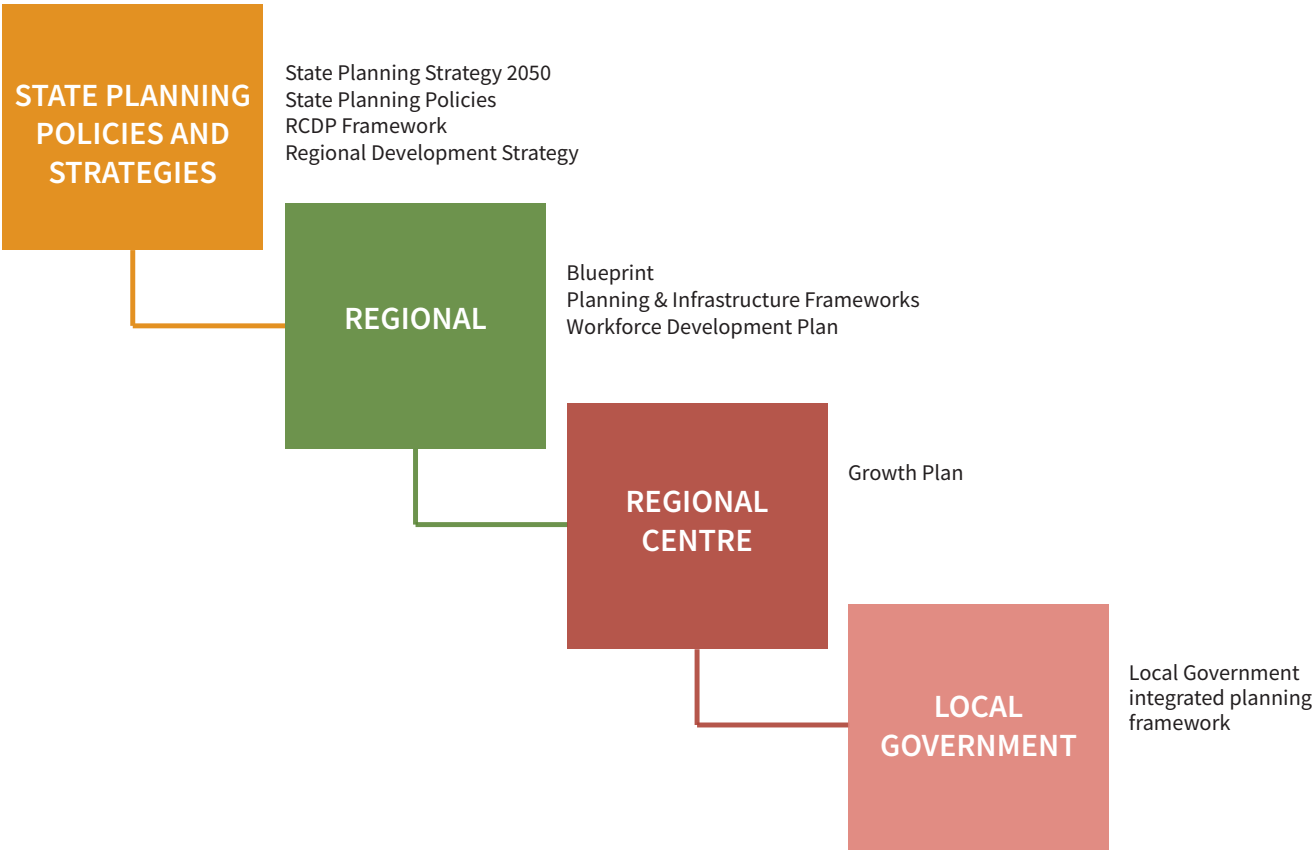 STATE PLANNING
POLICIES AND
STRATEGIES
State Planning Strategy 2050
State Planning Policies
RCDP Framework
Regional Development Strategy
REGIONAL
Blueprint
Planning & Infrastructure Frameworks
Workforce Development Plan
REGIONAL
CENTRE
Growth Plan
LOCAL
GOVERNMENT
Local Government
integrated planning
framework